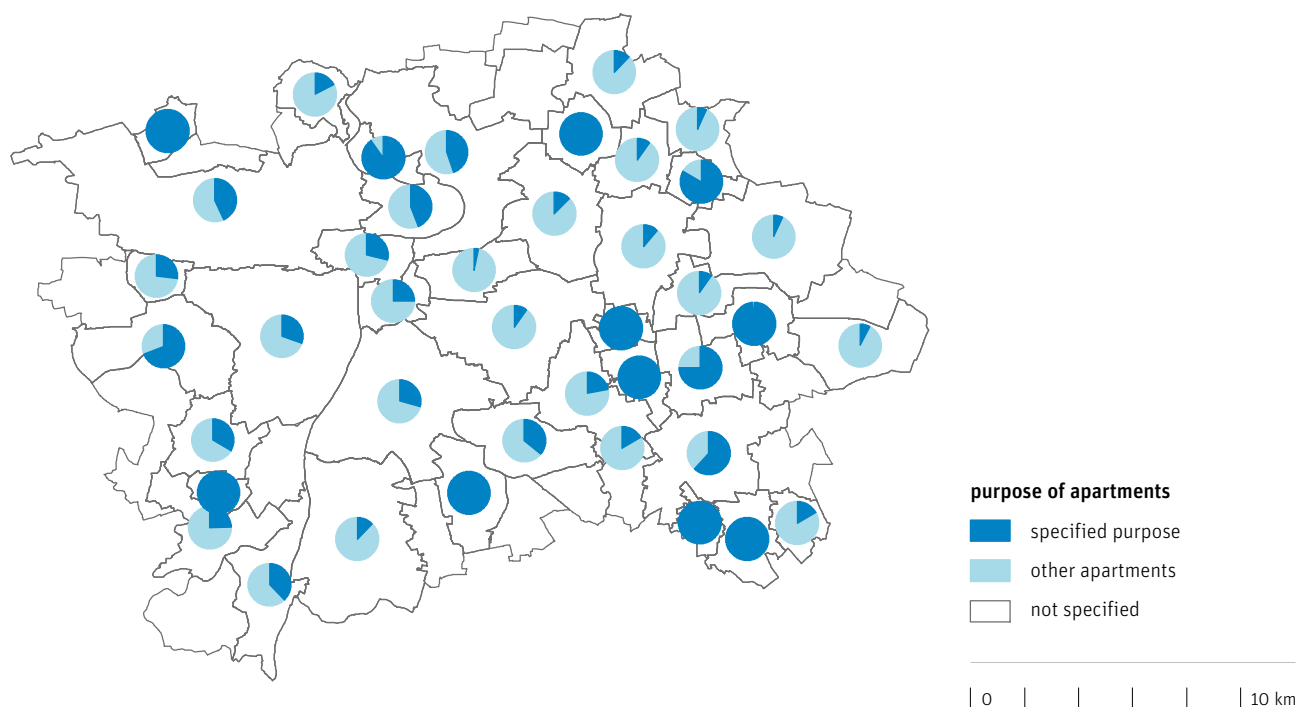 purpose of apartments
specified purpose
other apartments
not specified
0 10 km